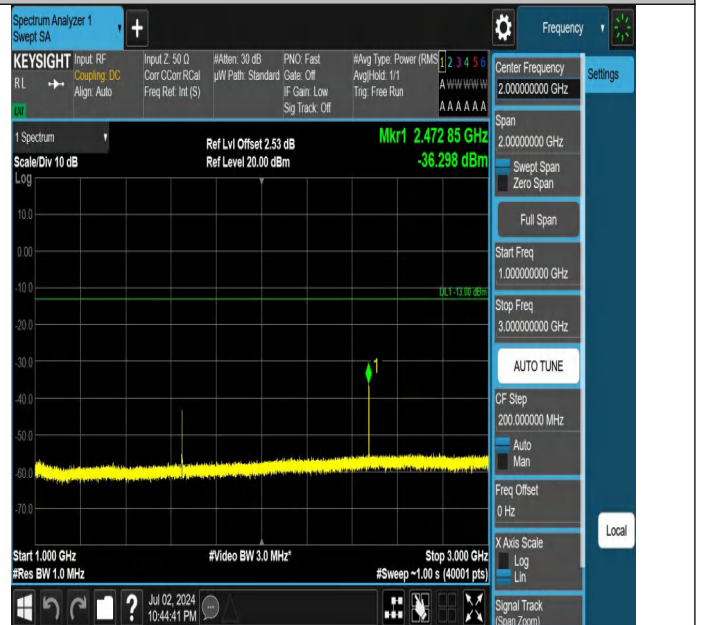 Spectrum Analyzer 1
Swept SA
+
Frequency
KEYSIGHT
RL
Input: RF
Coupling: DC
Align: Auto
Input Z: 50 Ω
Corr CCorr RCal
Freq Ref: Int (S)
#Atten: 30 dB
µW Path: Standard
PNO: Fast
Gate: Off
IF Gain: Low
Sig Track: Off
#Avg Type: Power (RMS
Avg|Hold: 1/1
Trig: Free Run
1 2 3 4 5 6
A W W W W W
A A A A A A
1 Spectrum
Scale/Div 10 dB
Log
Ref Lvl Offset 2.53 dB
Ref Level 20.00 dBm
Mkr1 2.472 85 GHz
-36.298 dBm
10.0
0.00
-10.0
-20.0
-30.0
-40.0
-50.0
-60.0
-70.0
DL1 -13.00 dBm
1
Start 1.000 GHz
#Res BW 1.0 MHz
#Video BW 3.0 MHz*
Stop 3.000 GHz
#Sweep ~1.00 s (40001 pts)
Center Frequency
2.000000000 GHz
Settings
Span
2.00000000 GHz
Swept Span
Zero Span
Full Span
Start Freq
1.000000000 GHz
Stop Freq
3.000000000 GHz
AUTO TUNE
CF Step
200.000000 MHz
Auto
Man
Freq Offset
0 Hz
X Axis Scale
Log
Lin
Local
Signal Track
(Span Zoom)
?
Jul 02, 2024
10:44:41 PM